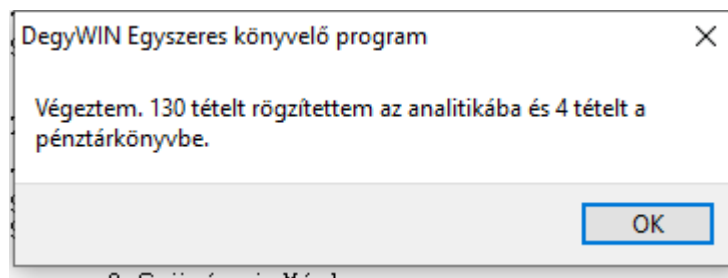 DegyWIN Egyszeres könyvelő program
Végeztem. 130 tételt rögzítettem az analitikába és 4 tételt a
pénztárkönyvbe.
OK